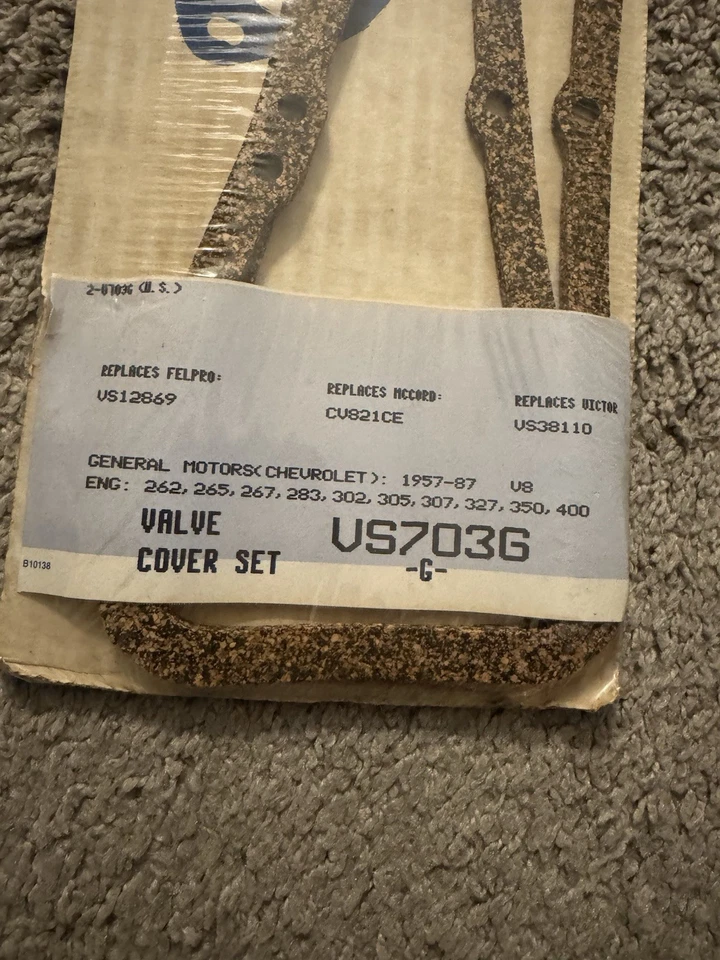 2-V703G (U.S.)
REPLACES FELPRO:
VS12869
REPLACES MCCORD:
CV821CE
REPLACES VICTOR
VS38110
GENERAL MOTORS(CHEVROLET): 1957-87 V8
ENG: 262, 265, 267, 283, 302, 305, 307, 327, 350, 400
VALVE
COVER SET
VS703G
-G-
B10138